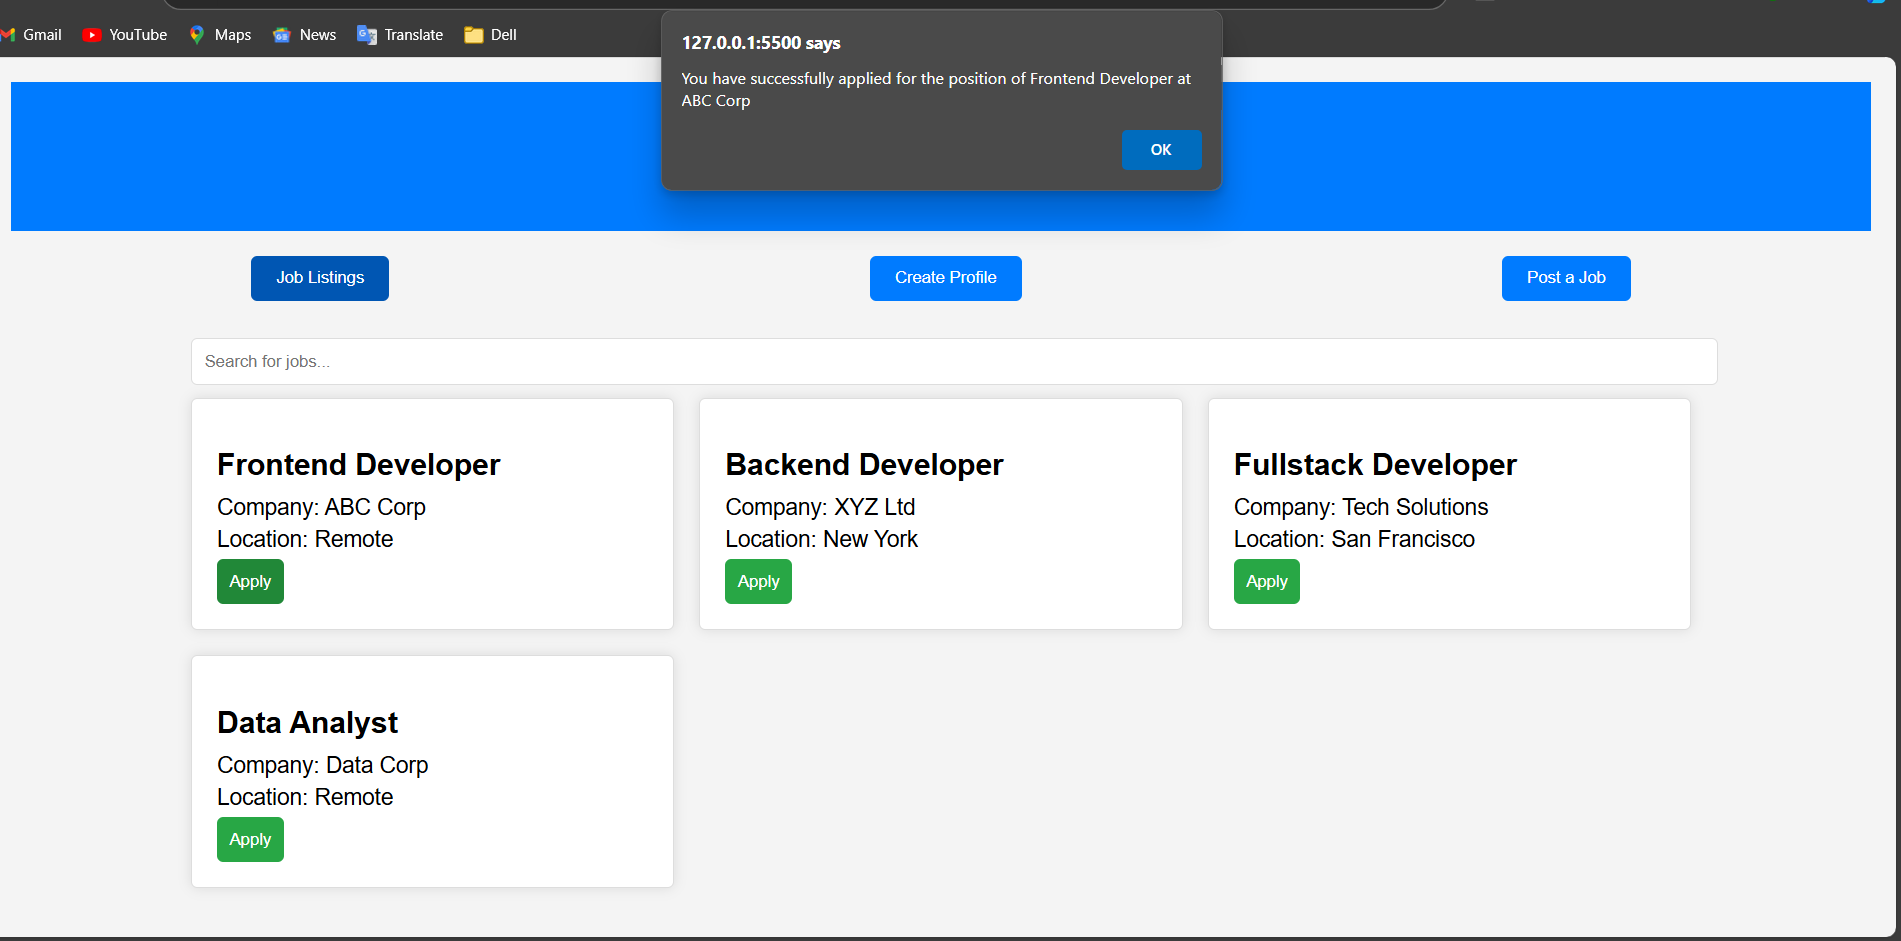 Gmail YouTube Maps News Translate Dell
127.0.0.1:5500 says
You have successfully applied for the position of Frontend Developer at
ABC Corp
OK
Job Listings Create Profile Post a Job
Search for jobs...
Frontend Developer
Company: ABC Corp
Location: Remote
Apply
Backend Developer
Company: XYZ Ltd
Location: New York
Apply
Fullstack Developer
Company: Tech Solutions
Location: San Francisco
Apply
Data Analyst
Company: Data Corp
Location: Remote
Apply